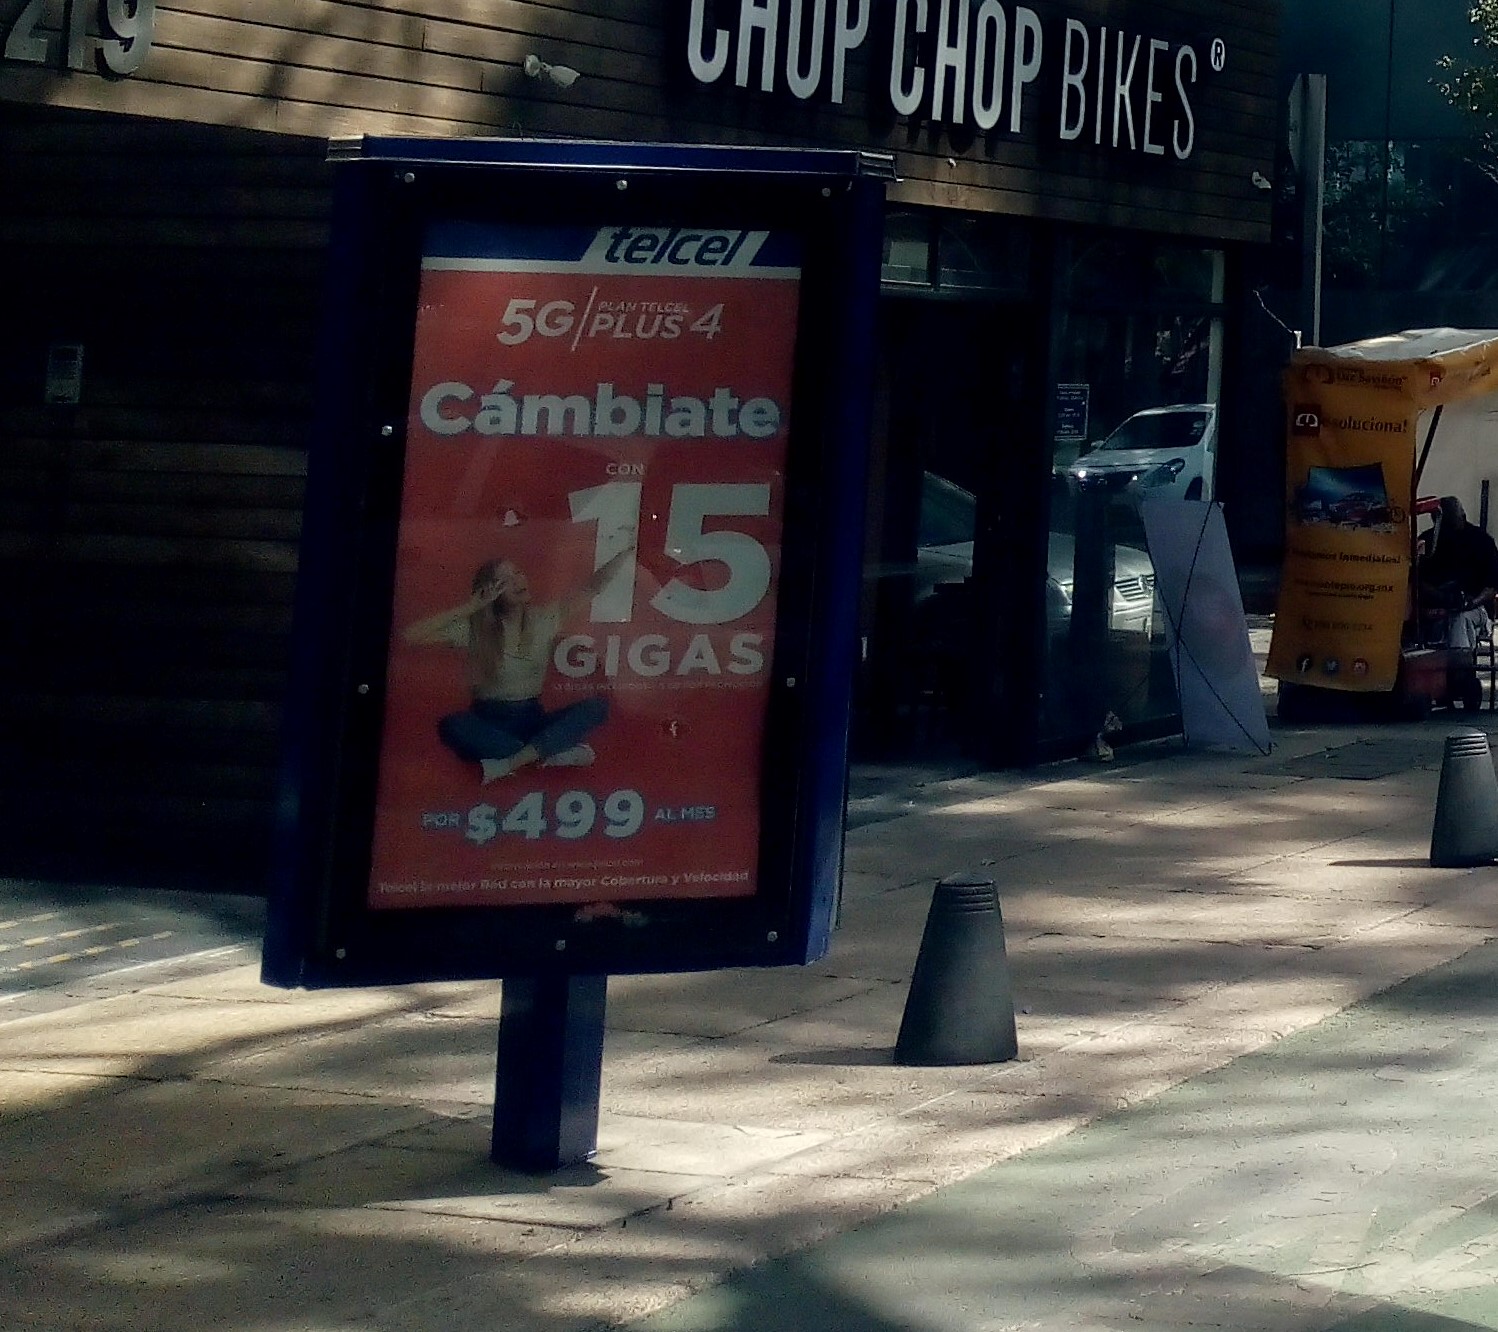 219
CHOP CHOP BIKES®
telcel
5G/PLAN TELCEL
PLUS 4
Cámbiate
CON
15
GIGAS
POR $499 AL MES
Telcel la mejor Red con la mayor Cobertura y Velocidad
soluciona!